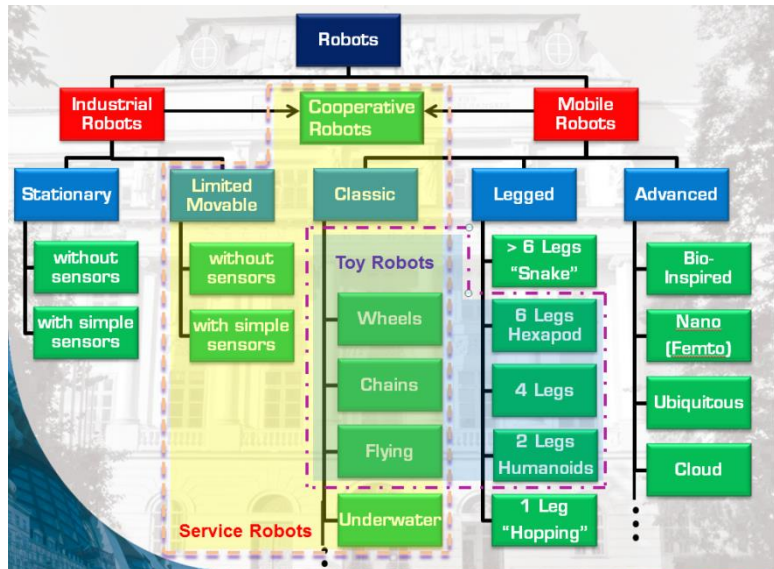 Robots
Industrial
Robots
Cooperative
Robots
Mobile
Robots
Stationary
Limited
Movable
Classic
Legged
Advanced
without
sensors
with simple
sensors
without
sensors
with simple
sensors
Toy Robots
Wheels
Chains
Flying
Underwater
> 6 Legs
“Snake”
6 Legs
Hexapod
4 Legs
2 Legs
Humanoids
1 Leg
“Hopping”
Bio-
Inspired
Nano
(Femto)
Ubiquitous
Cloud
Service Robots